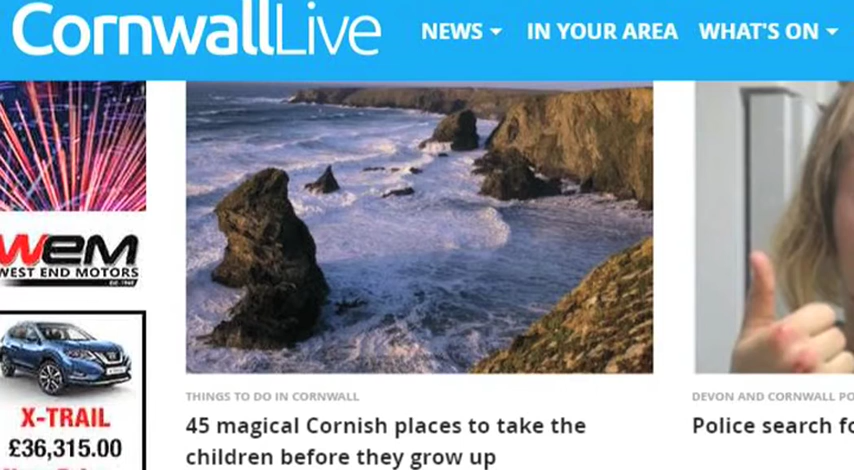 CornwallLive
NEWS
IN YOUR AREA
WHAT'S ON
WEM
WEST END MOTORS
X-TRAIL
£36,315.00
THINGS TO DO IN CORNWALL
45 magical Cornish places to take the
children before they grow up
DEVON AND CORNWALL PO
Police search fo